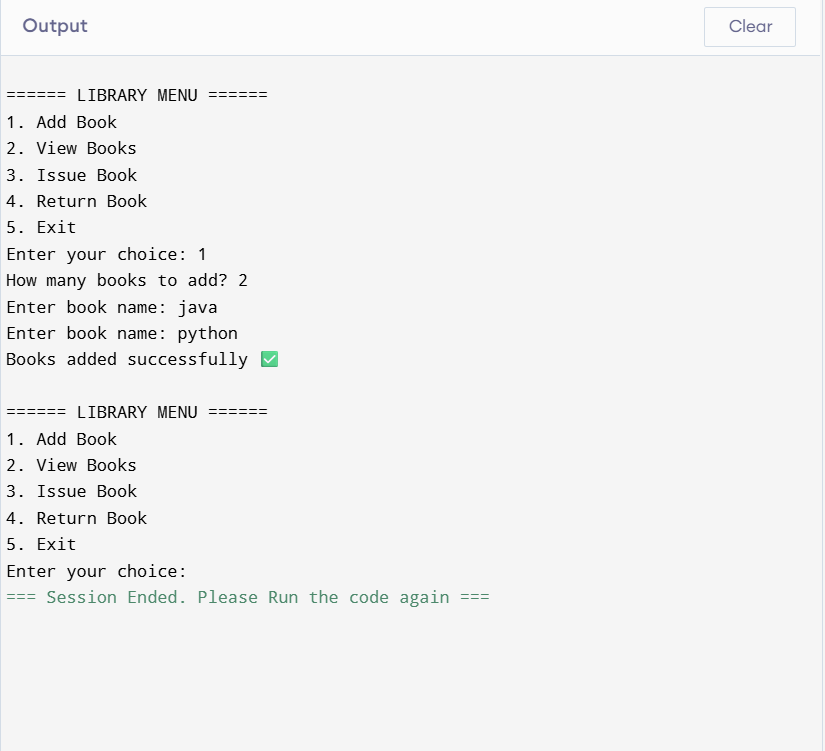 Output
Clear
====== LIBRARY MENU ======
1. Add Book
2. View Books
3. Issue Book
4. Return Book
5. Exit
Enter your choice: 1
How many books to add? 2
Enter book name: java
Enter book name: python
Books added successfully ✅
====== LIBRARY MENU ======
1. Add Book
2. View Books
3. Issue Book
4. Return Book
5. Exit
Enter your choice:
=== Session Ended. Please Run the code again ===